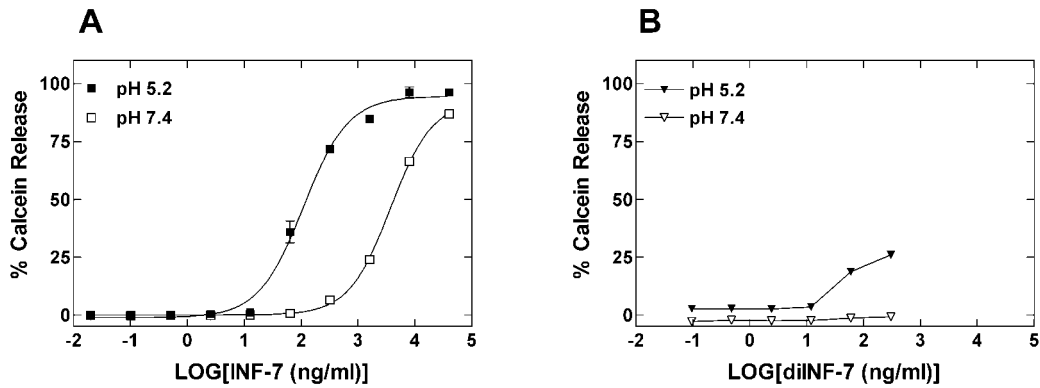 A
B
pH 5.2
pH 7.4
% Calcein Release
100
75
50
25
0
-2 -1 0 1 2 3 4 5
LOG[INF-7 (ng/ml)]
pH 5.2
pH 7.4
% Calcein Release
100
75
50
25
0
-2 -1 0 1 2 3 4 5
LOG[diINF-7 (ng/ml)]